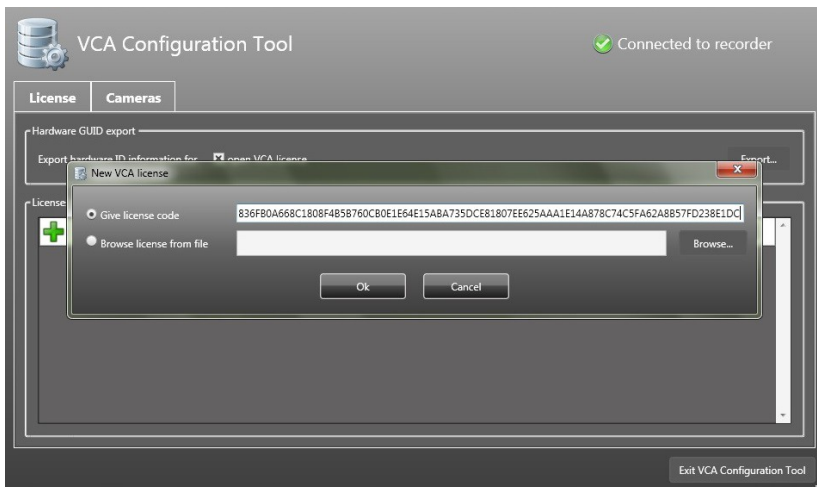 VCA Configuration Tool
Connected to recorder
License
Cameras
Hardware GUID export
Export hardware ID information for
open VCA license
Export...
New VCA license
License
Give license code
836FB0A668C1808F4B5B760CB0E1E64E15ABA735DCE81807EE625AAA1E14A878C74C5FA62A8B57FD238E1DC
Browse license from file
Browse...
Ok
Cancel
Exit VCA Configuration Tool